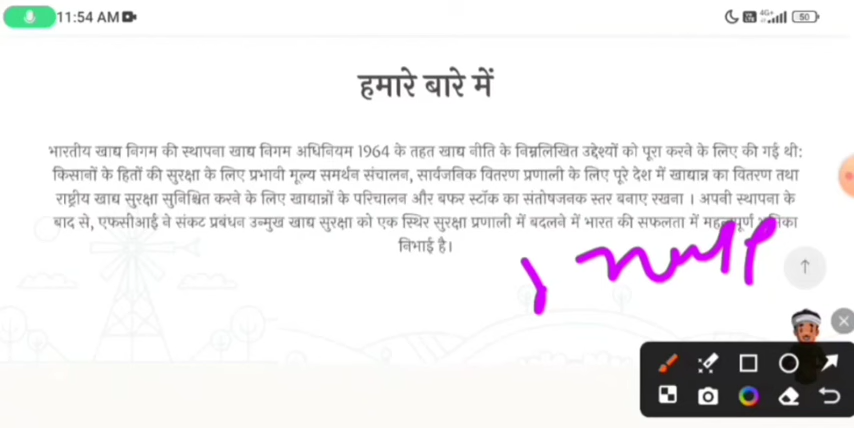 11:54 AM
4G+
50
हमारे बारे में
भारतीय खाद्य निगम की स्थापना खाद्य निगम अधिनियम 1964 के तहत खाद्य नीति के निम्नलिखित उद्देश्यों को पूरा करने के लिए की गई थी:
किसानों के हितों की सुरक्षा के लिए प्रभावी मूल्य समर्थन संचालन, सार्वजनिक वितरण प्रणाली के लिए पूरे देश में खाद्यान्न का वितरण तथा
राष्ट्रीय खाद्य सुरक्षा सुनिश्चित करने के लिए खाद्यान्नों के परिचालन और बफर स्टॉक का संतोषजनक स्तर बनाए रखना । अपनी स्थापना के
बाद से, एफसीआई ने संकट प्रबंधन उन्मुख खाद्य सुरक्षा को एक स्थिर सुरक्षा प्रणाली में बदलने में भारत की सफलता में महत्वपूर्ण भूमिका
निभाई है।